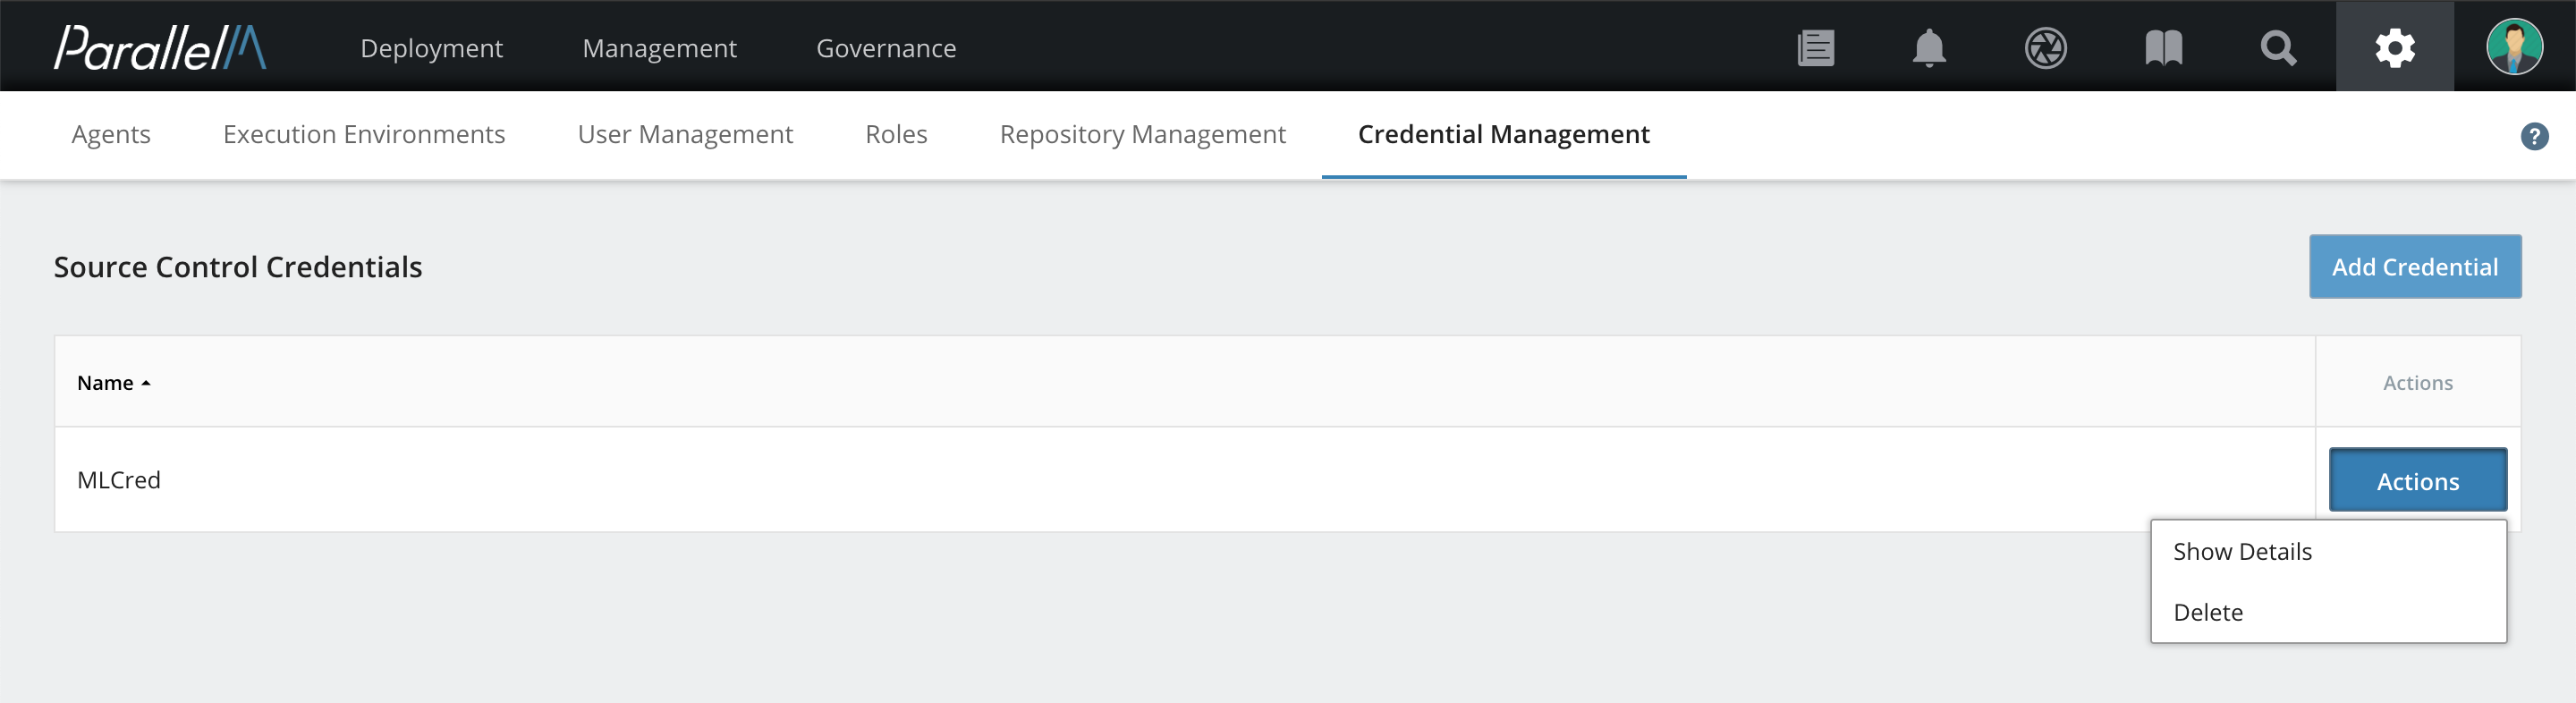 ParallelM Deployment Management Governance
Agents Execution Environments User Management Roles Repository Management Credential Management ?
Source Control Credentials Add Credential
Name Actions
MLCred Actions
Show Details
Delete